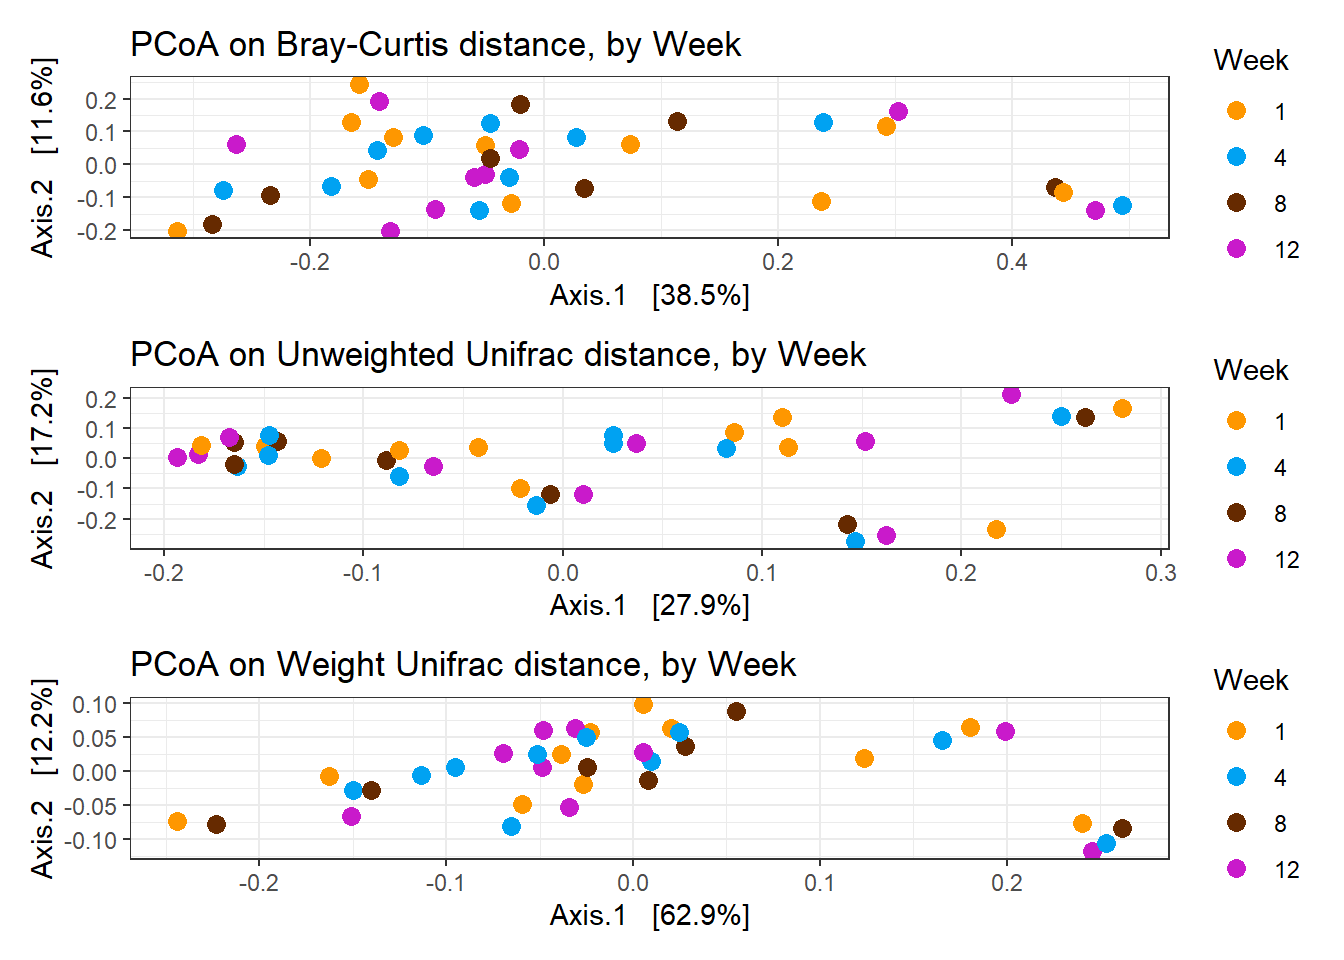 PCoA on Bray-Curtis distance, by Week
Axis.2 [11.6%]
0.2
0.1
0.0
-0.1
-0.2
-0.2 0.0 0.2 0.4
Axis.1 [38.5%]
Week
1
4
8
12
PCoA on Unweighted Unifrac distance, by Week
Axis.2 [17.2%]
0.2
0.1
0.0
-0.1
-0.2
-0.2 -0.1 0.0 0.1 0.2 0.3
Axis.1 [27.9%]
Week
1
4
8
12
PCoA on Weight Unifrac distance, by Week
Axis.2 [12.2%]
0.10
0.05
0.00
-0.05
-0.10
-0.2 -0.1 0.0 0.1 0.2
Axis.1 [62.9%]
Week
1
4
8
12